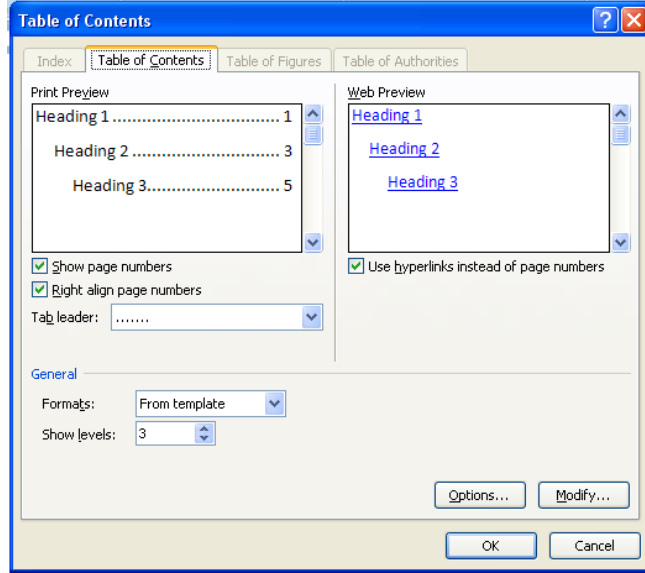 Table of Contents
Index Table of Contents Table of Figures Table of Authorities
Print Preview
Heading 1.................................. 1
Heading 2............................. 3
Heading 3.......................... 5
Show page numbers
Right align page numbers
Tab leader: .......
Web Preview
Heading 1
Heading 2
Heading 3
Use hyperlinks instead of page numbers
General
Formats: From template
Show levels: 3
Options... Modify...
OK Cancel